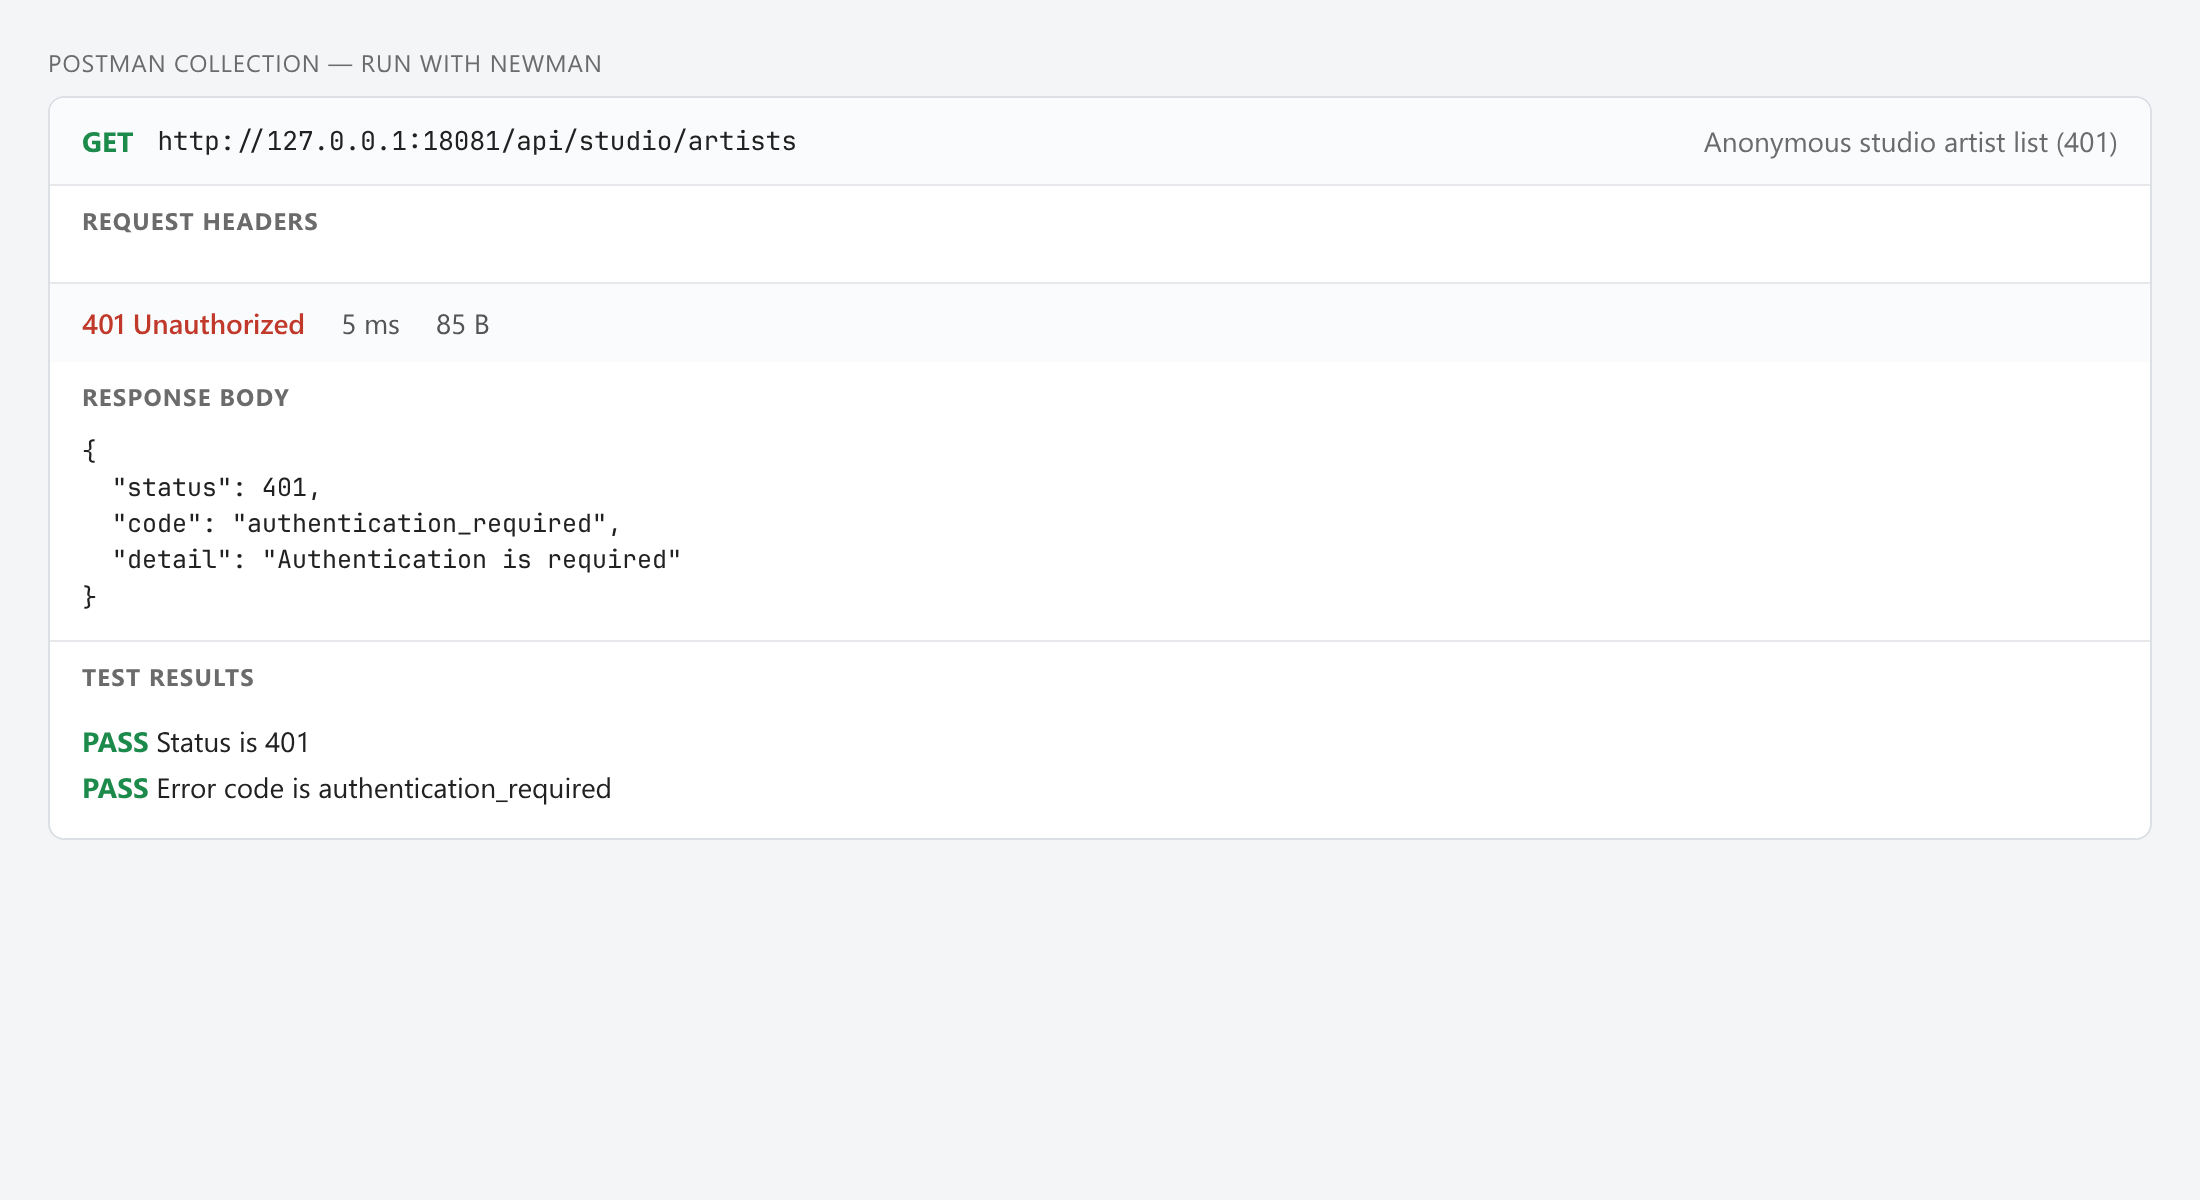 POSTMAN COLLECTION — RUN WITH NEWMAN
GET http://127.0.0.1:18081/api/studio/artists Anonymous studio artist list (401)
REQUEST HEADERS
401 Unauthorized 5 ms 85 B
RESPONSE BODY
{
  "status": 401,
  "code": "authentication_required",
  "detail": "Authentication is required"
}
TEST RESULTS
PASS Status is 401
PASS Error code is authentication_required